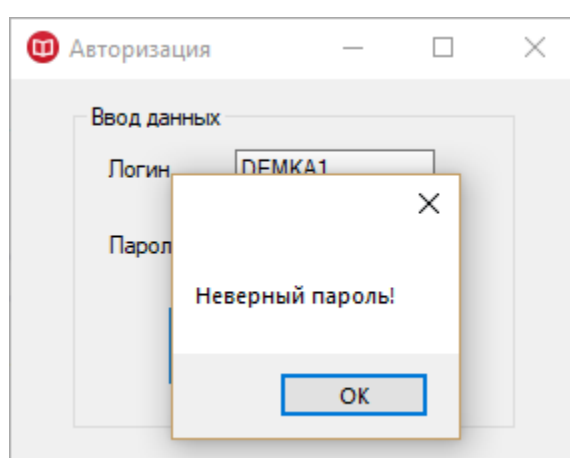 Авторизация
Ввод данных
Логин
DEMKA1
Парол
Неверный пароль!
OK